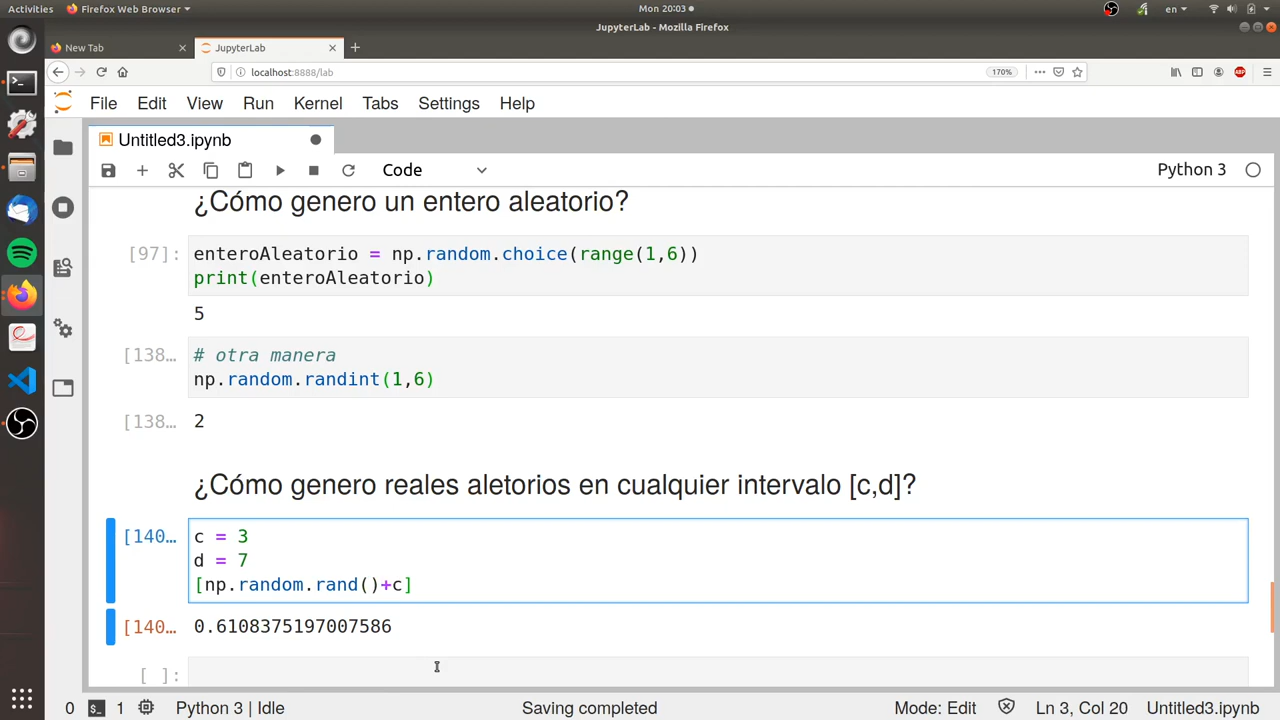 Activities Firefox Web Browser Mon 20:03 en
JupyterLab - Mozilla Firefox
New Tab JupyterLab
localhost:8888/lab 170% ABP
File Edit View Run Kernel Tabs Settings Help
Untitled3.ipynb
Code Python 3
¿Cómo genero un entero aleatorio?
[97]: enteroAleatorio = np.random.choice(range(1,6))
print(enteroAleatorio)
5
[138… # otra manera
np.random.randint(1,6)
[138… 2
¿Cómo genero reales aletorios en cualquier intervalo [c,d]?
[140… c = 3
d = 7
[np.random.rand()+c]
[140… 0.6108375197007586
[ ]:
0 $_ 1 Python 3 | Idle Saving completed Mode: Edit Ln 3, Col 20 Untitled3.ipynb